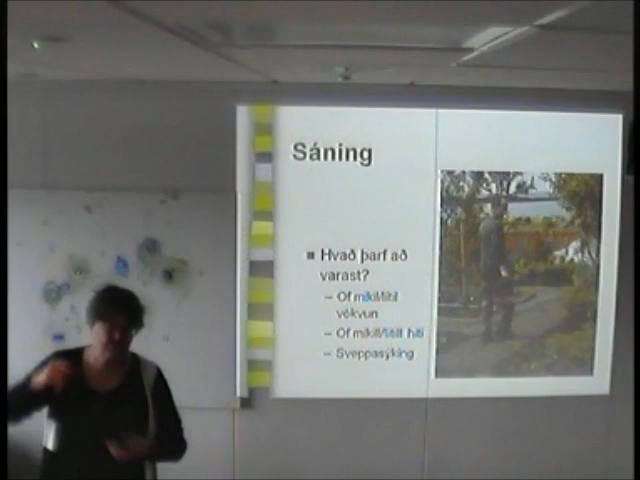 Sáning
Hvað þarf að
varast?
– Of mikil/lítil
vökvun
– Of mikill/lítill hiti
– Sveppasýking